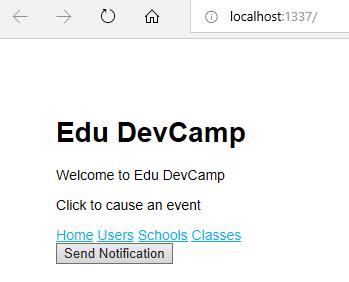 localhost:1337/
Edu DevCamp
Welcome to Edu DevCamp
Click to cause an event
Home Users Schools Classes
Send Notification